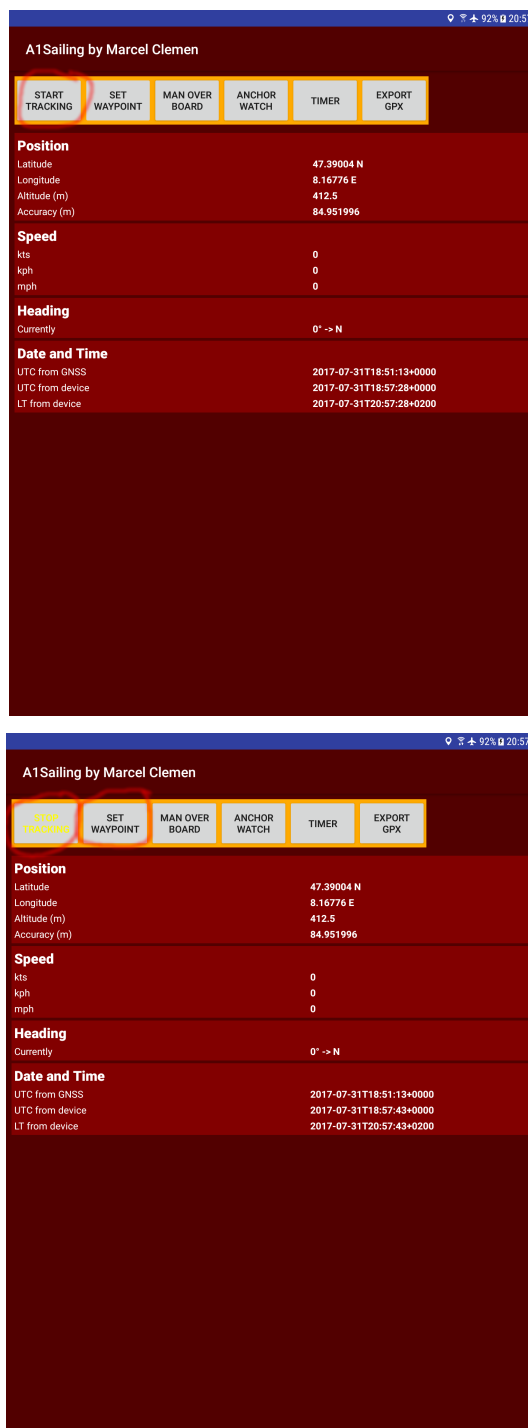 92% 20:57
A1Sailing by Marcel Clemen
START TRACKING SET WAYPOINT MAN OVER BOARD ANCHOR WATCH TIMER EXPORT GPX
Position
Latitude 47.39004 N
Longitude 8.16776 E
Altitude (m) 412.5
Accuracy (m) 84.951996
Speed
kts 0
kph 0
mph 0
Heading
Currently 0° -> N
Date and Time
UTC from GNSS 2017-07-31T18:51:13+0000
UTC from device 2017-07-31T18:57:28+0000
LT from device 2017-07-31T20:57:28+0200
92% 20:57
A1Sailing by Marcel Clemen
STOP TRACKING SET WAYPOINT MAN OVER BOARD ANCHOR WATCH TIMER EXPORT GPX
Position
Latitude 47.39004 N
Longitude 8.16776 E
Altitude (m) 412.5
Accuracy (m) 84.951996
Speed
kts 0
kph 0
mph 0
Heading
Currently 0° -> N
Date and Time
UTC from GNSS 2017-07-31T18:51:13+0000
UTC from device 2017-07-31T18:57:43+0000
LT from device 2017-07-31T20:57:43+0200